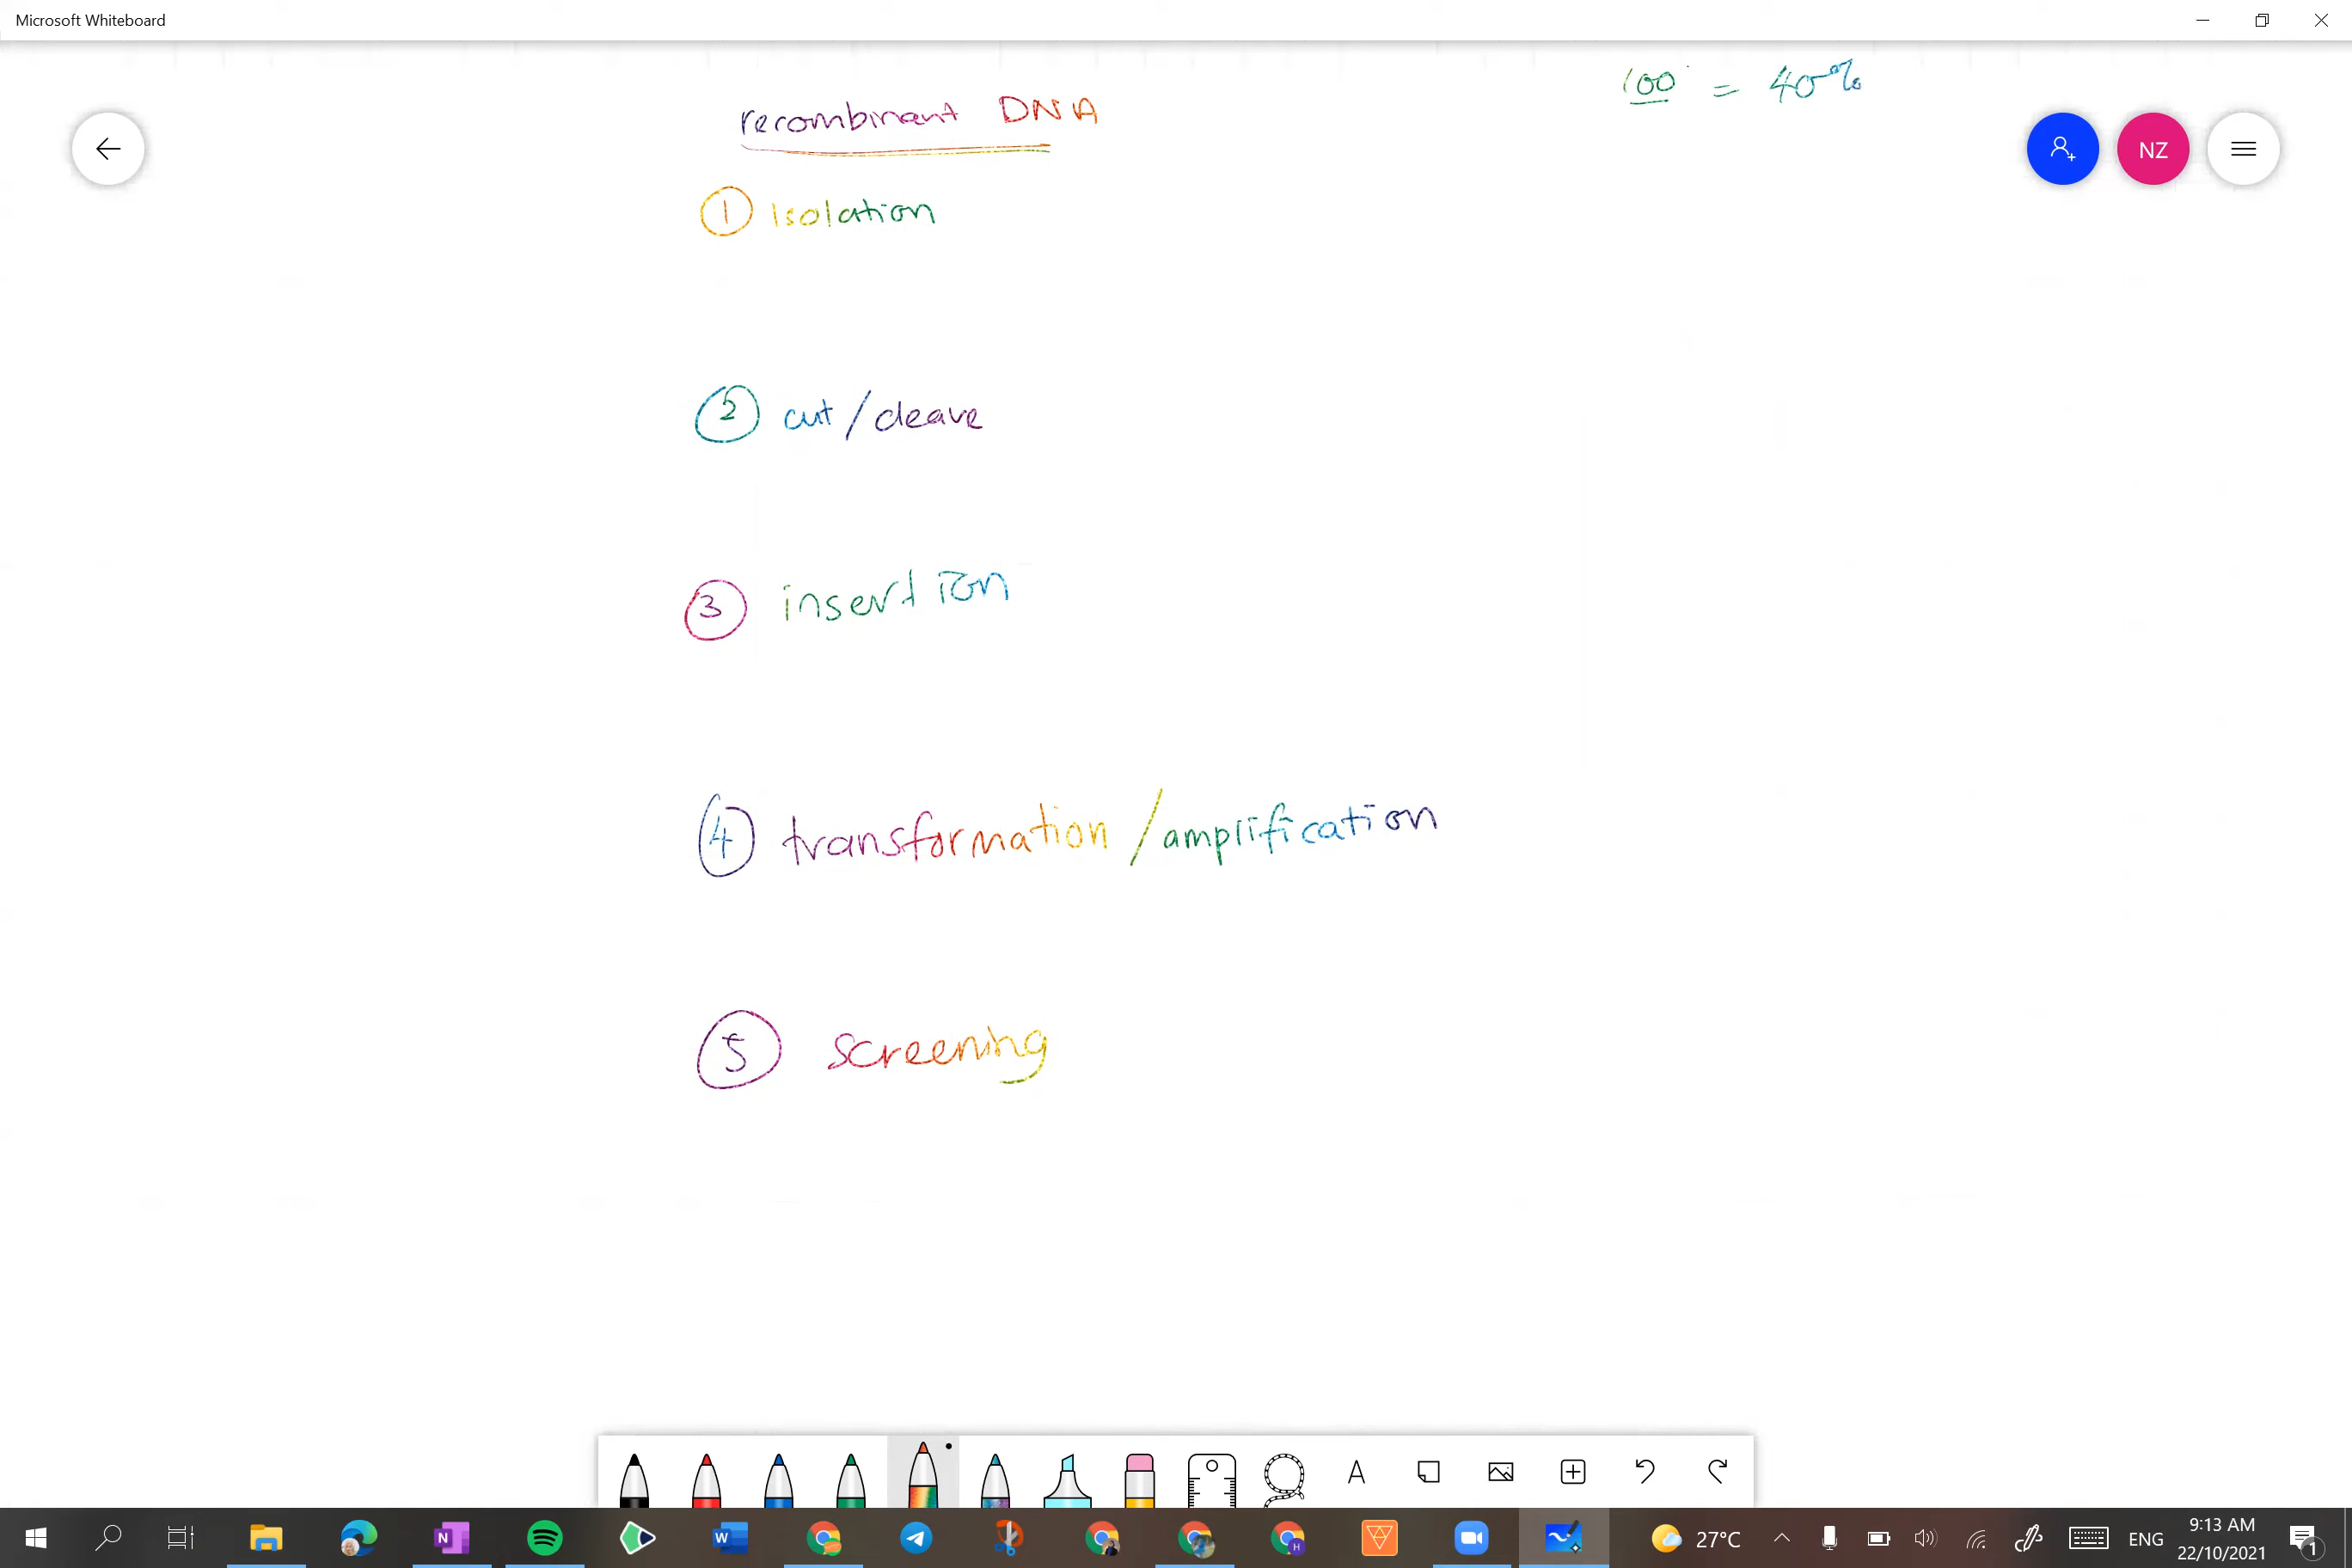 Microsoft Whiteboard
100 = 40%
recombinant DNA
NZ
1 Isolation
2 cut/cleave
3 insertion
4 transformation/amplification
5 screening
A
27°C
ENG
9:13 AM
22/10/2021
1